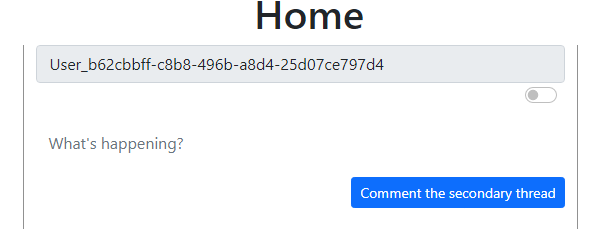 Home
User_b62cbbff-c8b8-496b-a8d4-25d07ce797d4
What's happening?
Comment the secondary thread